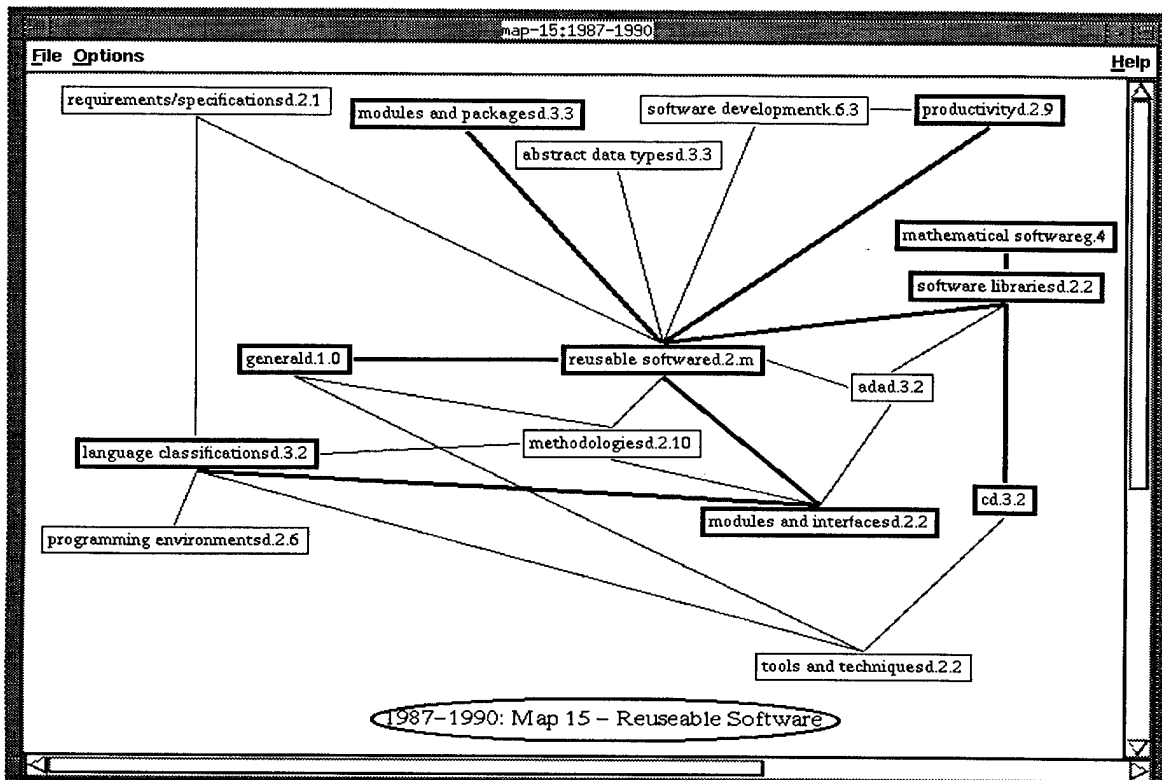 map-15:1987-1990
File Options
Help
requirements/specificationsd.2.1
modules and packagesd.3.3
software developmentk.6.3
productivityd.2.9
abstract data typesd.3.3
mathematical softwareg.4
software librariesd.2.2
generald.1.0
reusable softwared.2.m
adad.3.2
methodologiesd.2.10
language classificationsd.3.2
cd.3.2
modules and interfacesd.2.2
programming environmentsd.2.6
tools and techniquesd.2.2
1987-1990: Map 15 – Reuseable Software